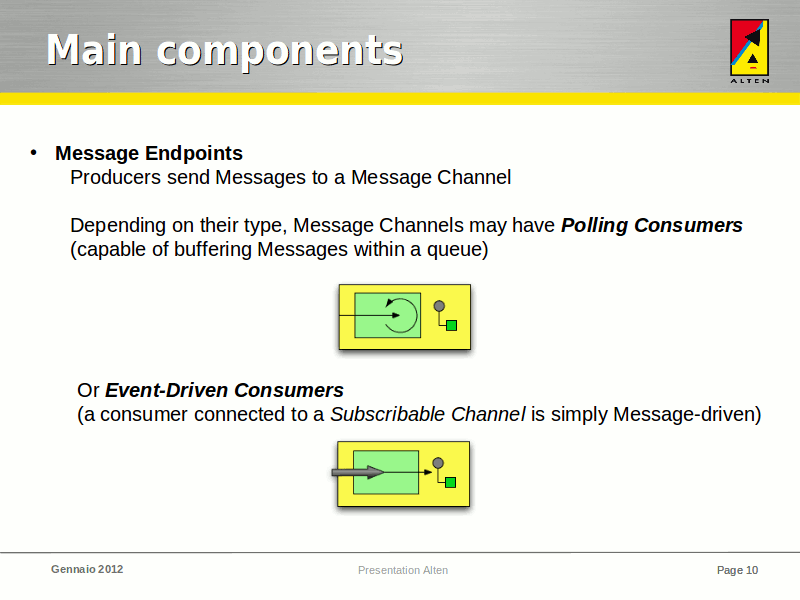 Main components
ALTEN
• Message Endpoints
Producers send Messages to a Message Channel
Depending on their type, Message Channels may have Polling Consumers
(capable of buffering Messages within a queue)
Or Event-Driven Consumers
(a consumer connected to a Subscribable Channel is simply Message-driven)
Gennaio 2012
Presentation Alten
Page 10